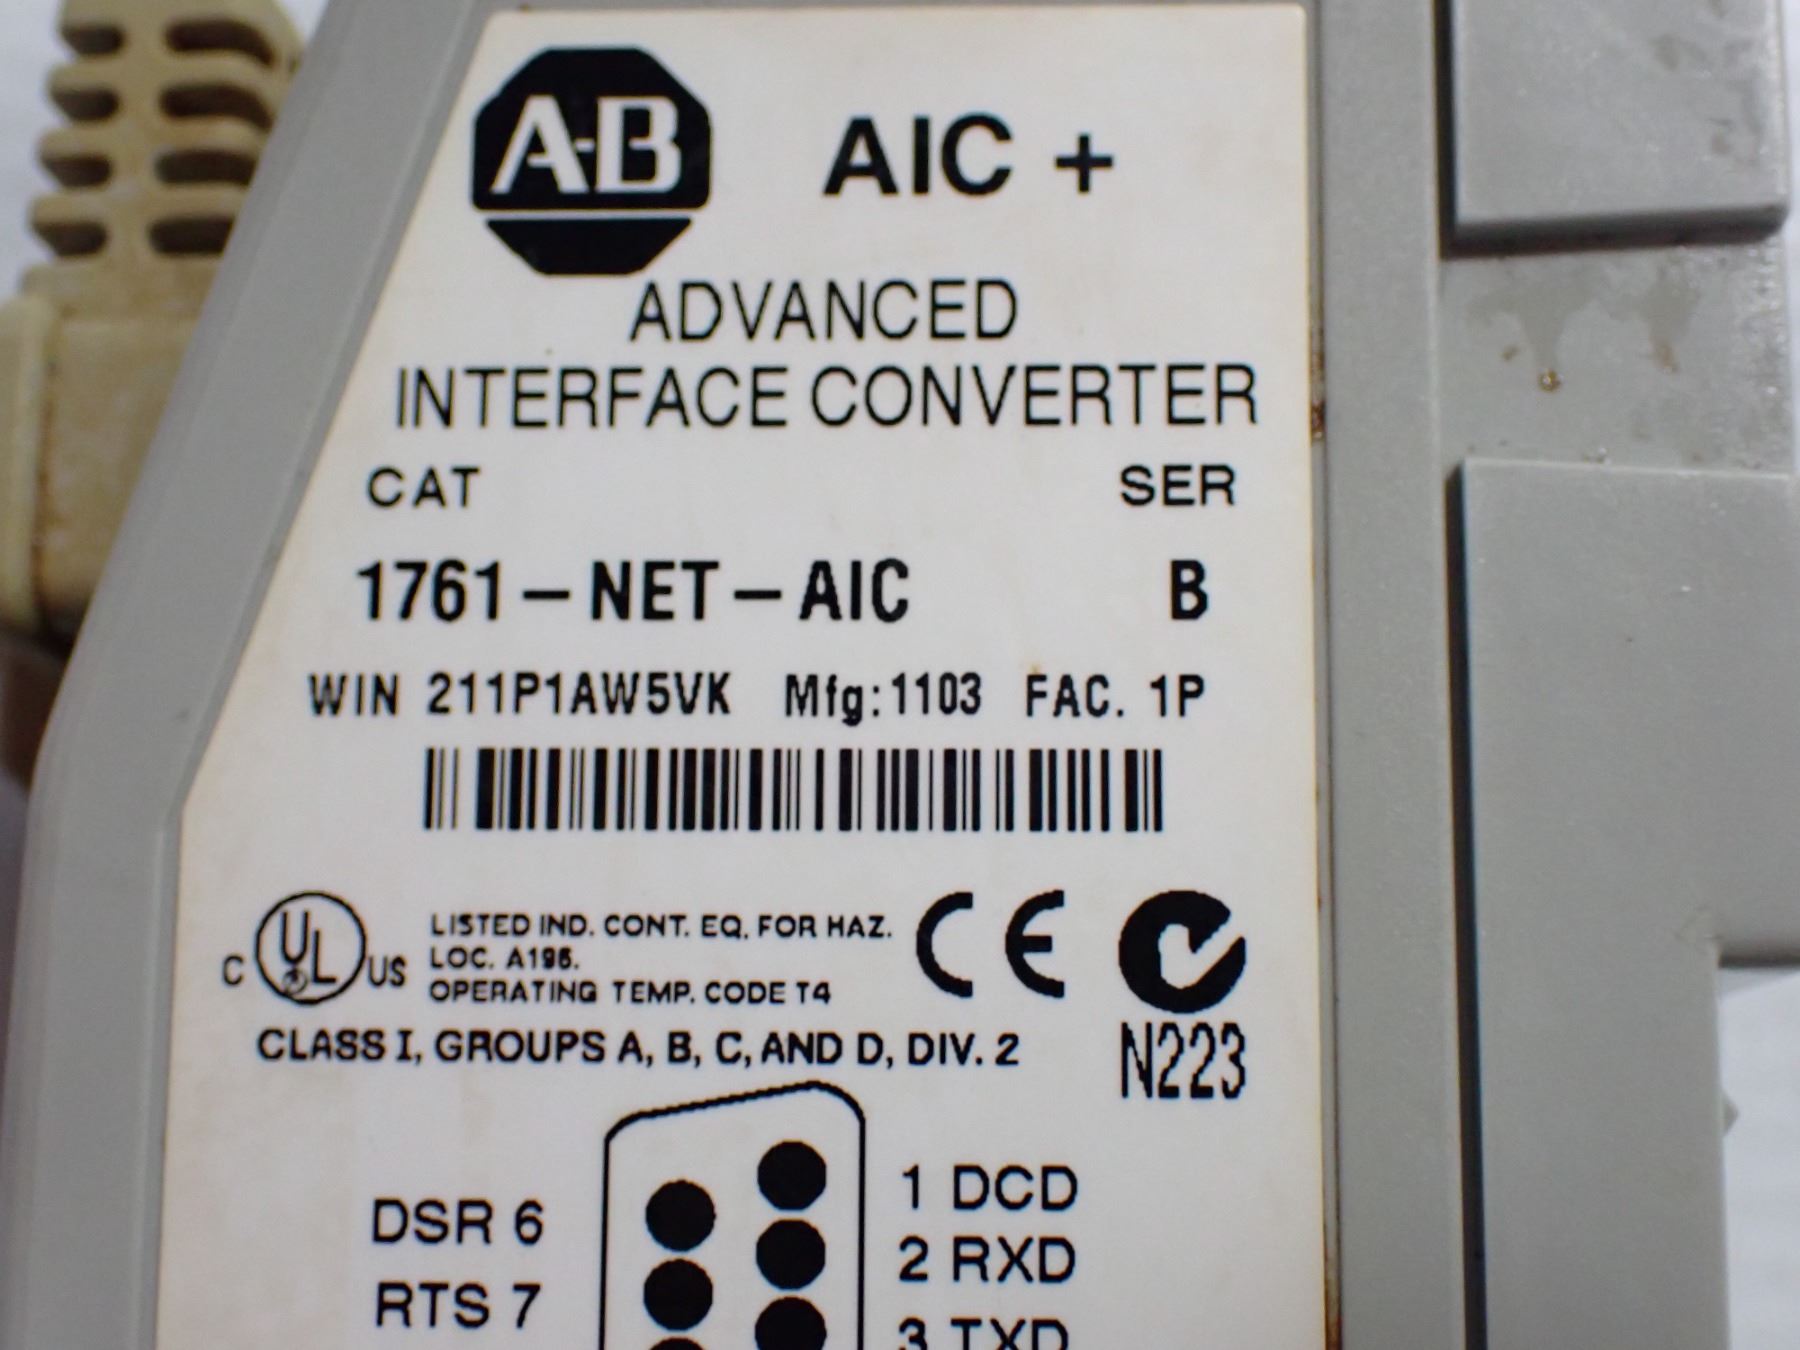 A-B AIC +
ADVANCED
INTERFACE CONVERTER
CAT SER
1761-NET-AIC B
WIN 211P1AW5VK Mfg:1103 FAC. 1P
C UL US LISTED IND. CONT. EQ. FOR HAZ.
LOC. A196.
OPERATING TEMP. CODE T4
CE
CLASS I, GROUPS A, B, C, AND D, DIV. 2
N223
1 DCD
DSR 6
2 RXD
RTS 7
3 TXD